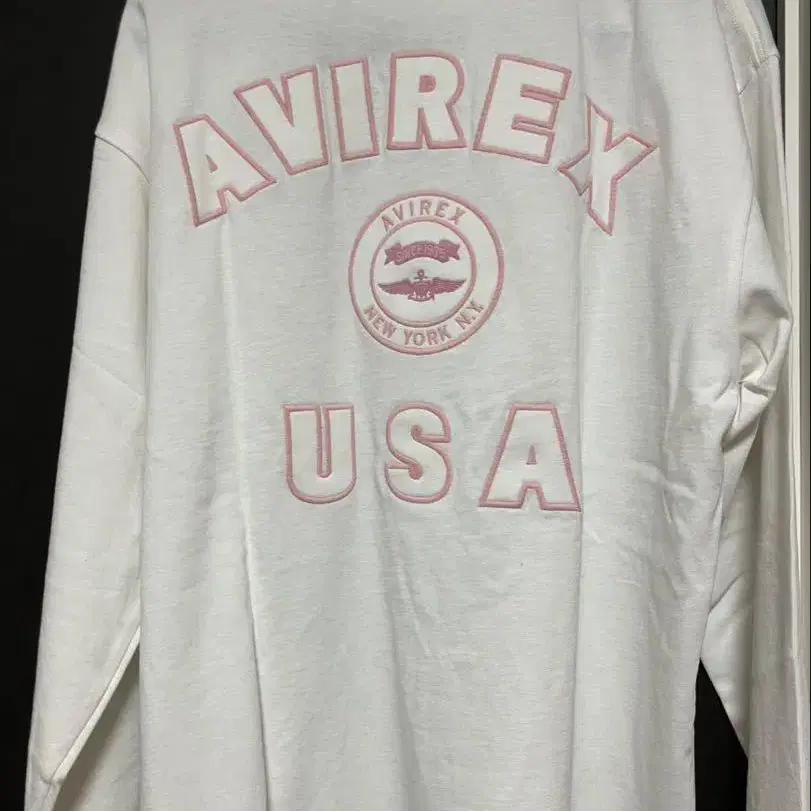 AVIREX
AVIREX
SINCE 1975
NEW YORK N.Y.
USA